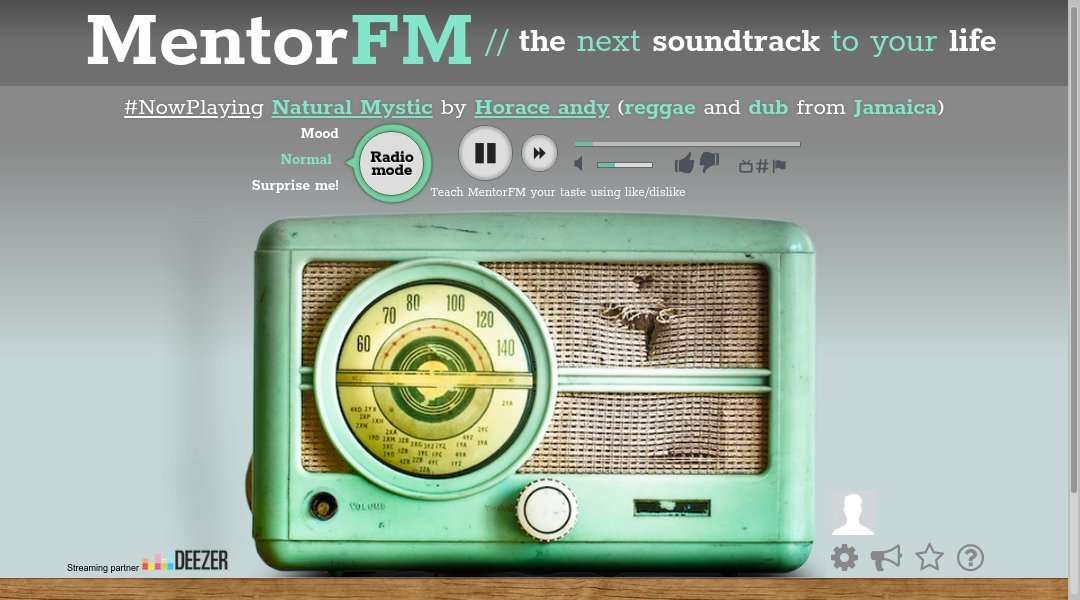 MentorFM // the next soundtrack to your life
#NowPlaying Natural Mystic by Horace andy (reggae and dub from Jamaica)
Mood
Normal
Surprise me!
Radio
mode
Teach MentorFM your taste using like/dislike
60 70 80 100 120 140
VOLUME
Streaming partner DEEZER